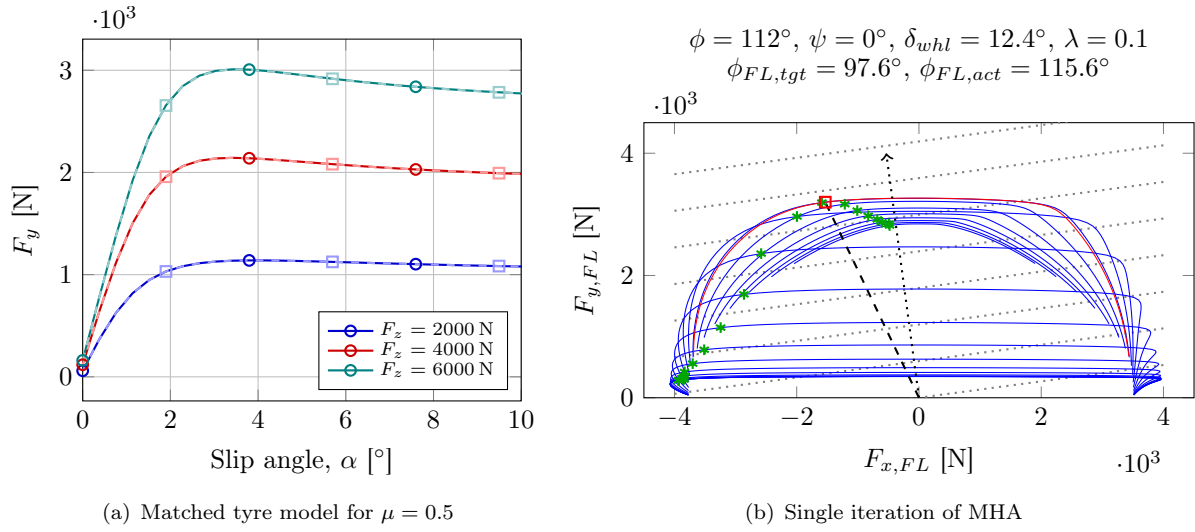 ·10³
F_y [N]
3
2
1
0
0 2 4 6 8 10
Slip angle, α [°]
F_z = 2000 N
F_z = 4000 N
F_z = 6000 N
(a) Matched tyre model for μ = 0.5
ϕ = 112°, ψ = 0°, δ_whl = 12.4°, λ = 0.1
ϕ_FL,tgt = 97.6°, ϕ_FL,act = 115.6°
·10³
F_y,FL [N]
4
2
0
−4 −2 0 2 4
F_x,FL [N]
·10³
(b) Single iteration of MHA